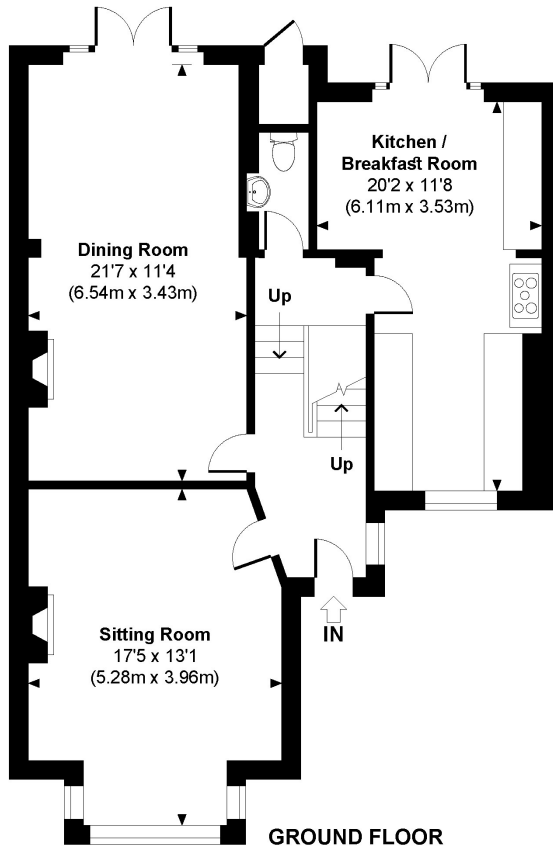 Kitchen /
Breakfast Room
20'2 x 11'8
(6.11m x 3.53m)
Dining Room
21'7 x 11'4
(6.54m x 3.43m)
Up
Up
Sitting Room
17'5 x 13'1
(5.28m x 3.96m)
IN
GROUND FLOOR